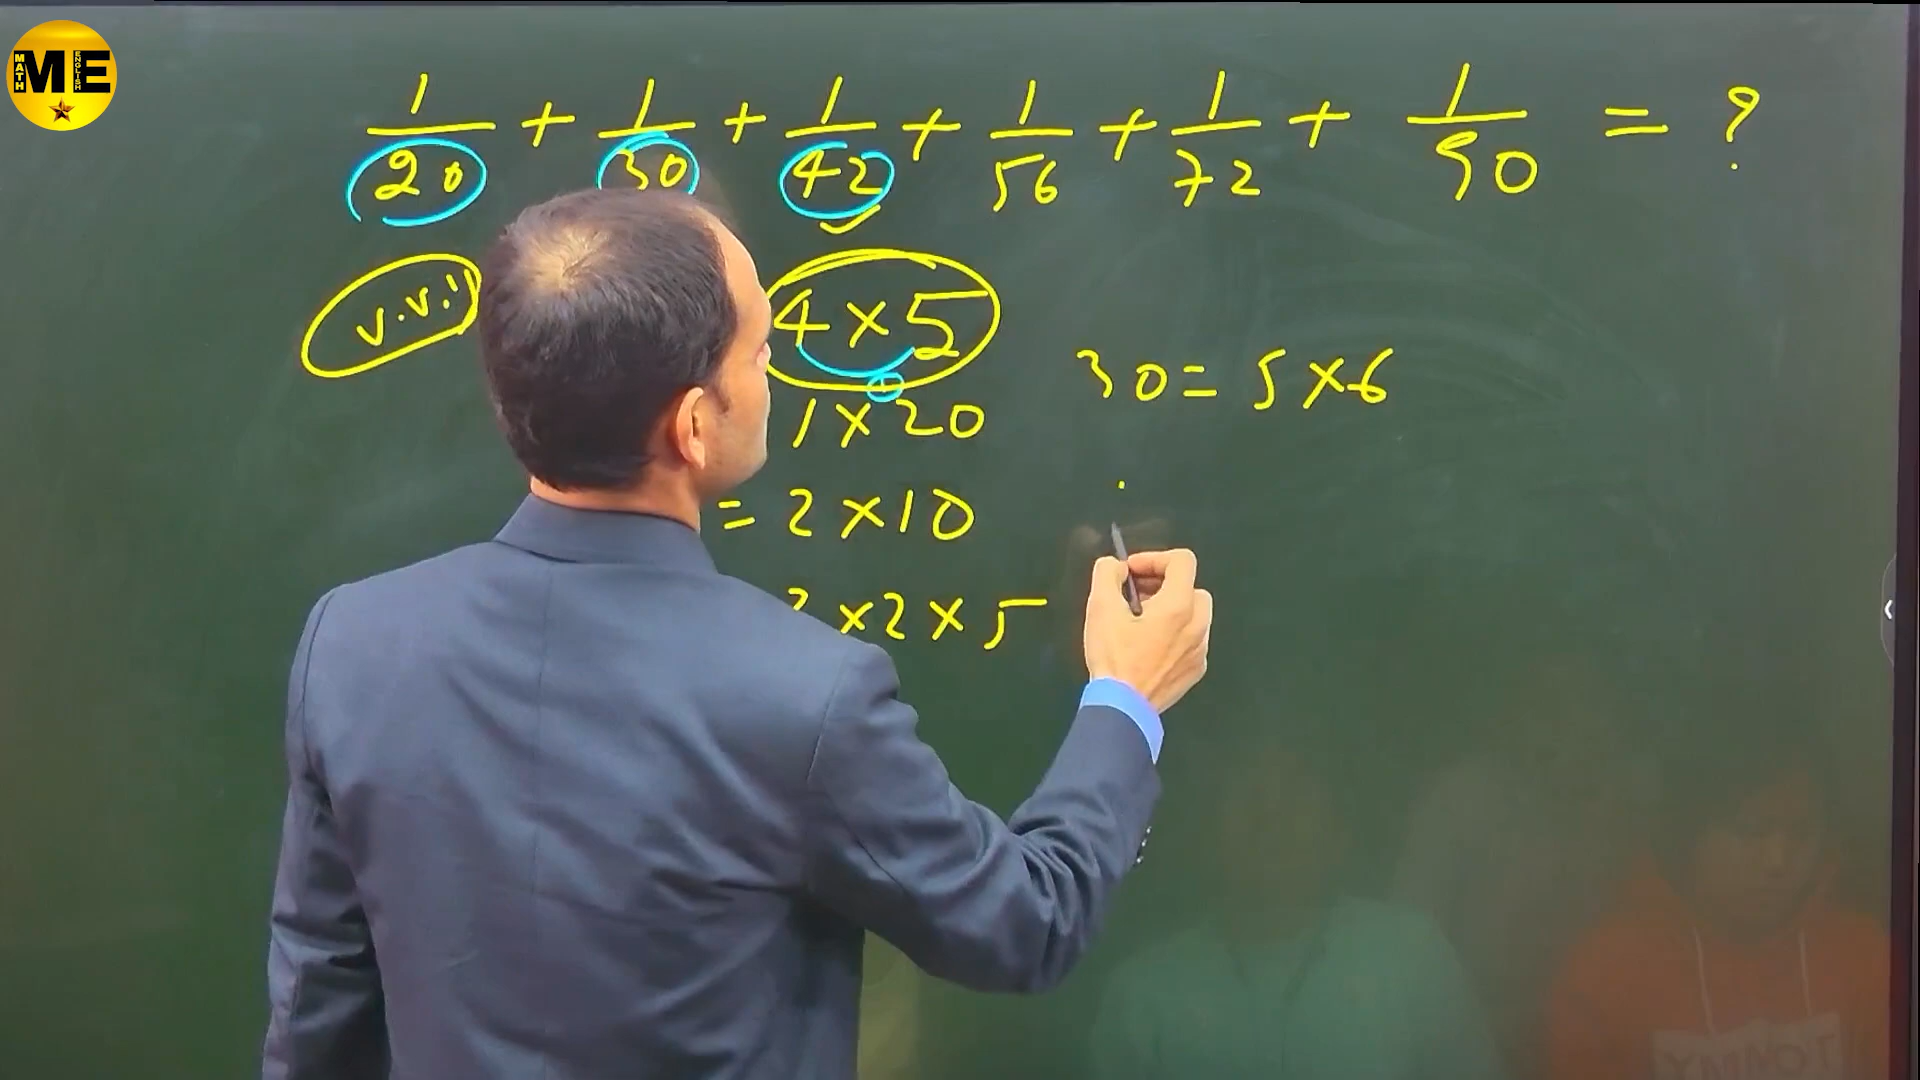 MATH ME ENGLISH
1/20 + 1/30 + 1/42 + 1/56 + 1/72 + 1/90 = ?
v.v.i
4×5
30 = 5×6
1×20
= 2×10
2×2×5